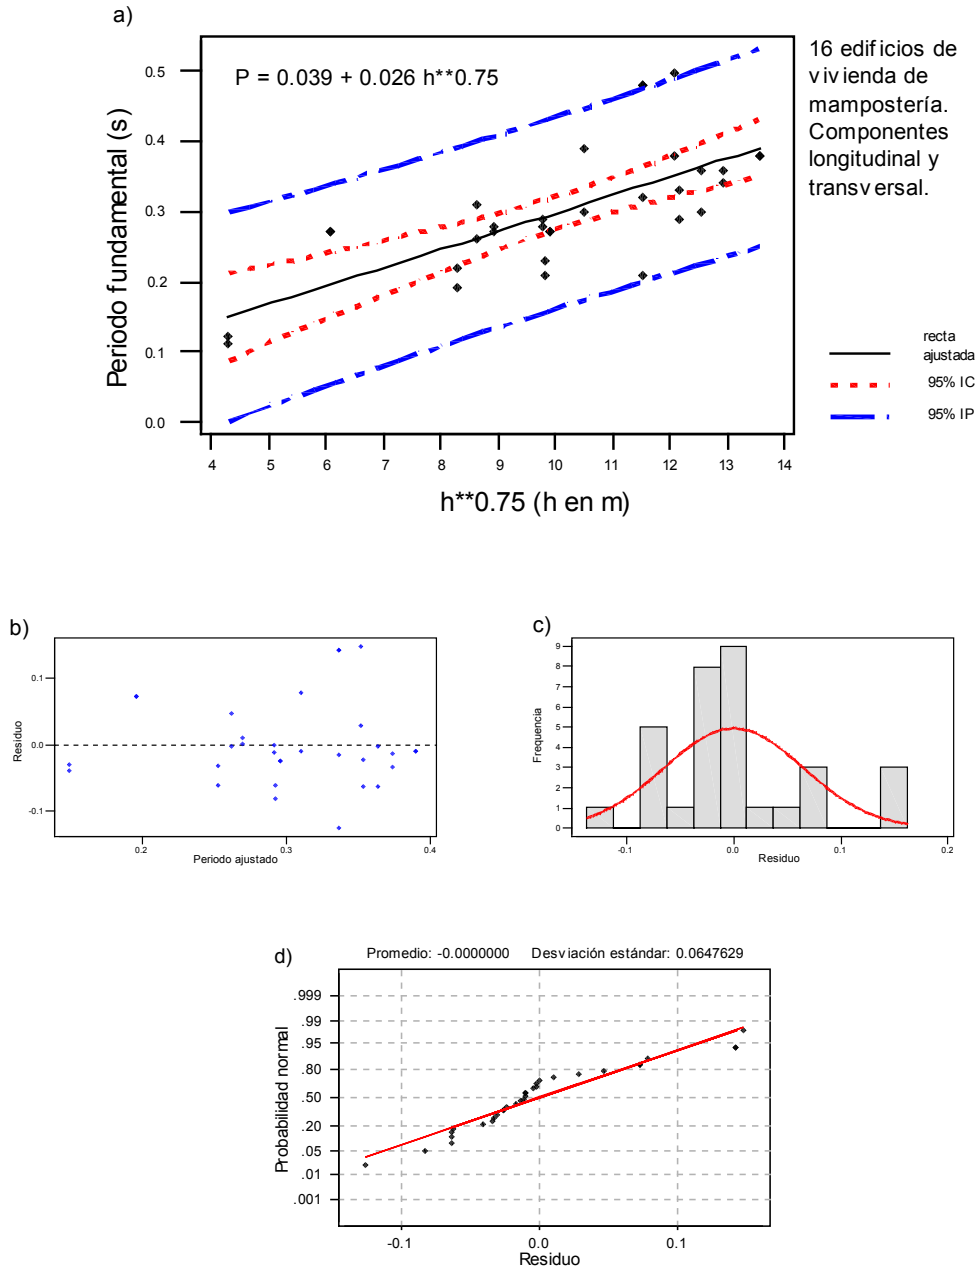 a)
P = 0.039 + 0.026 h**0.75
16 edificios de
vivienda de
mampostería.
Componentes
longitudinal y
transversal.
Periodo fundamental (s)
0.5
0.4
0.3
0.2
0.1
0.0
4 5 6 7 8 9 10 11 12 13 14
h**0.75 (h en m)
recta
ajustada
95% IC
95% IP
b)
Residuo
0.1
0.0
-0.1
0.2 0.3 0.4
Periodo ajustado
c)
Frequencia
9
8
7
6
5
4
3
2
1
0
-0.1 0.0 0.1 0.2
Residuo
d)
Promedio: -0.0000000 Desviación estándar: 0.0647629
Probabilidad normal
.999
.99
.95
.80
.50
.20
.05
.01
.001
-0.1 0.0 0.1
Residuo